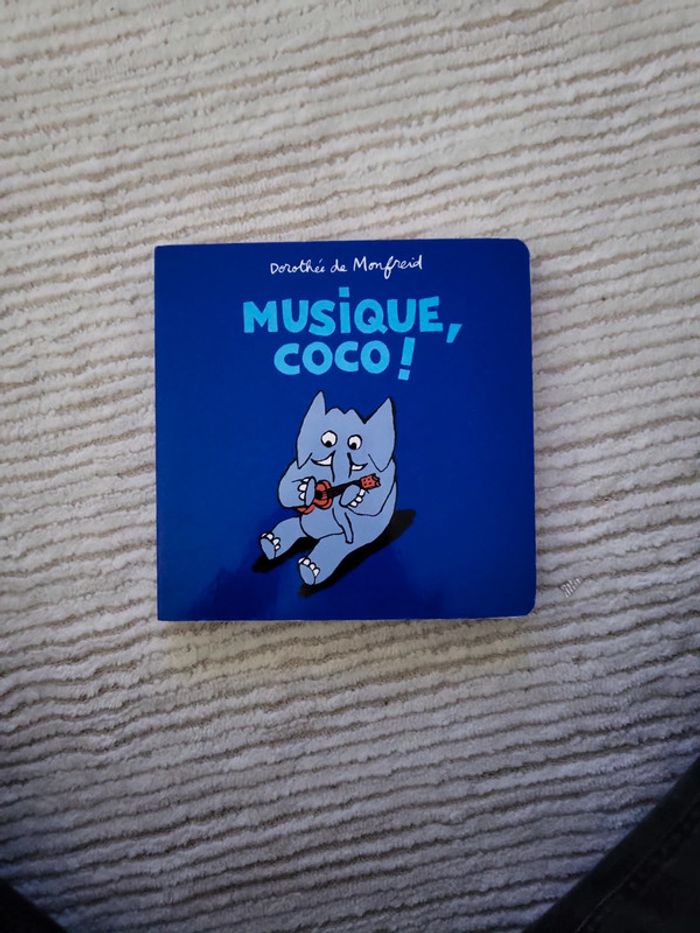 Dorothée de Monfreid
MUSiQUE,
COCO !